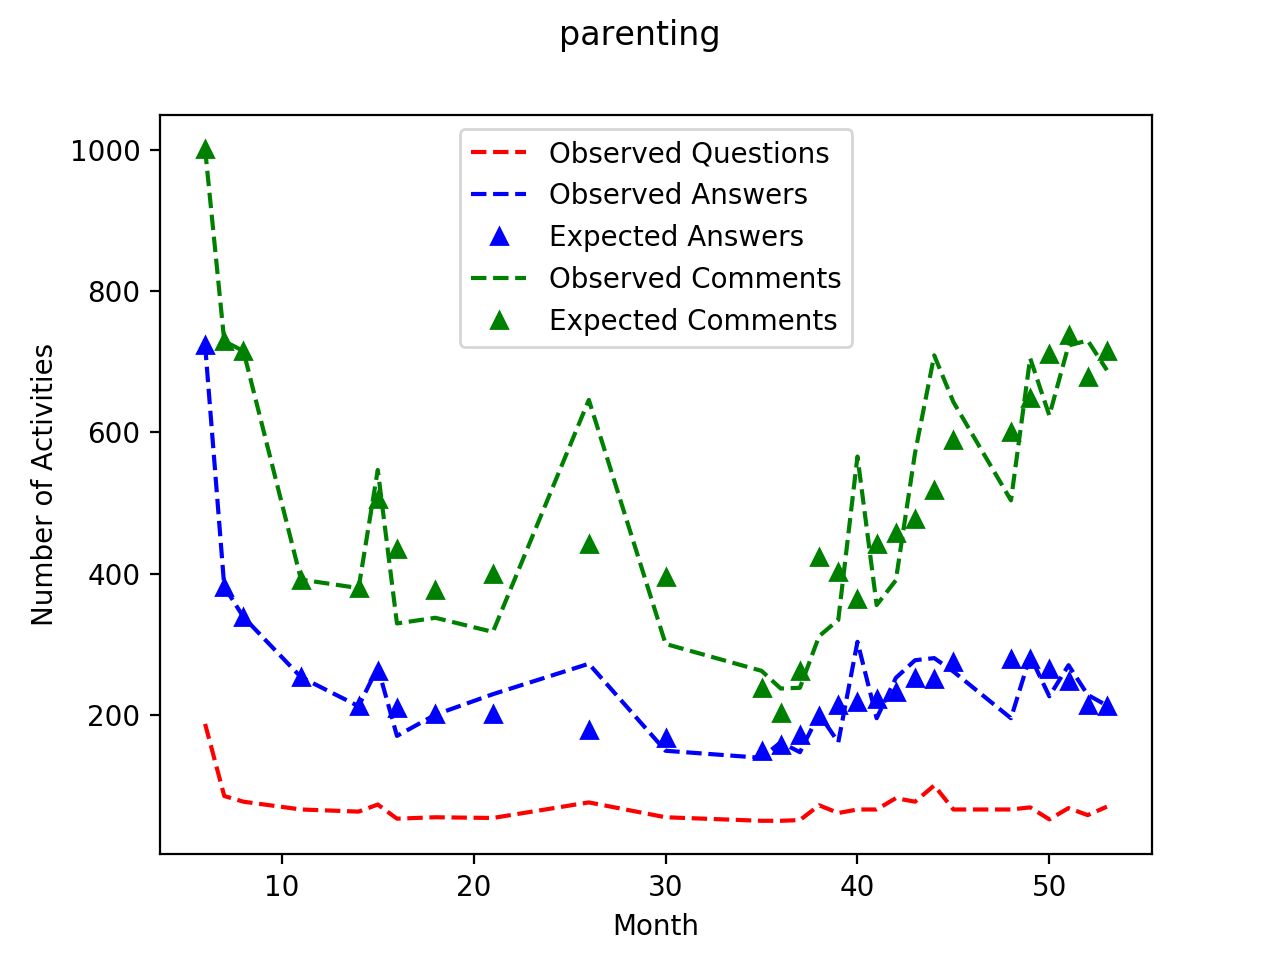 parenting
Observed Questions
Observed Answers
Expected Answers
Observed Comments
Expected Comments
Number of Activities
1000
800
600
400
200
10 20 30 40 50
Month